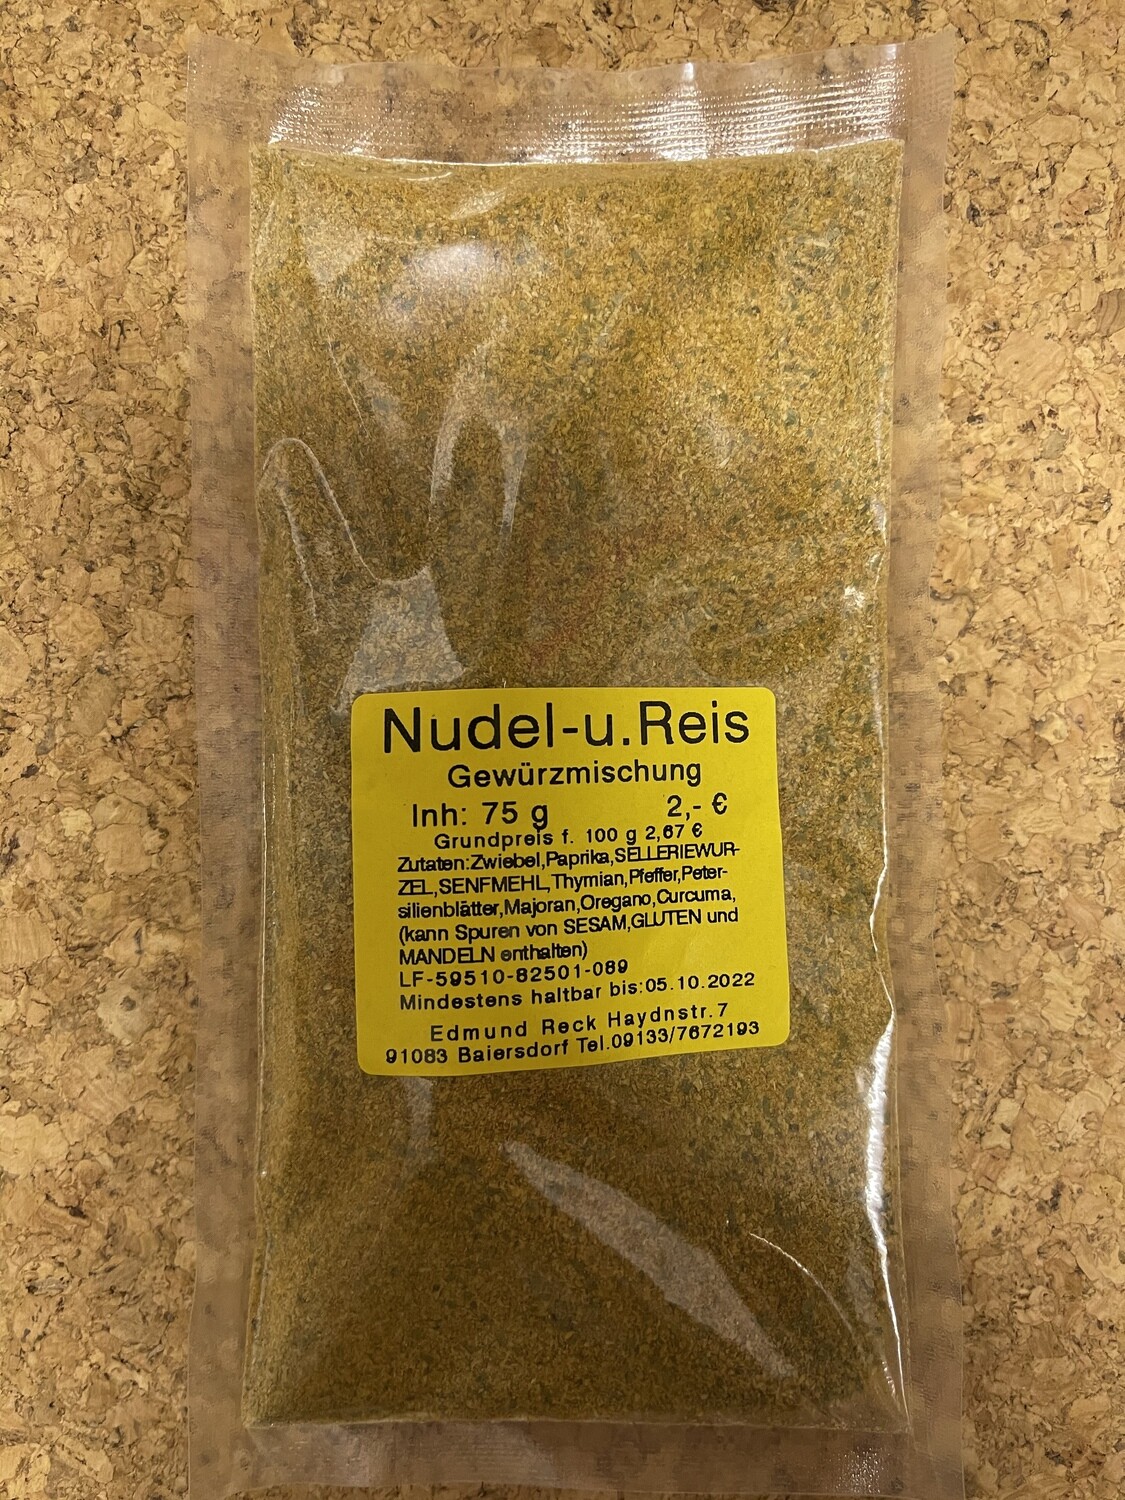 Nudel-u.Reis
Gewürzmischung
Inh: 75 g 2,- €
Grundpreis f. 100 g 2,67 €
Zutaten:Zwiebel,Paprika,SELLERIEWUR-
ZEL,SENFMEHL,Thymian,Pfeffer,Peter-
silienblätter,Majoran,Oregano,Curcuma,
(kann Spuren von SESAM,GLUTEN und
MANDELN enthalten)
LF-59510-82501-089
Mindestens haltbar bis:05.10.2022
Edmund Reck Haydnstr.7
91083 Baiersdorf Tel.09133/7672193